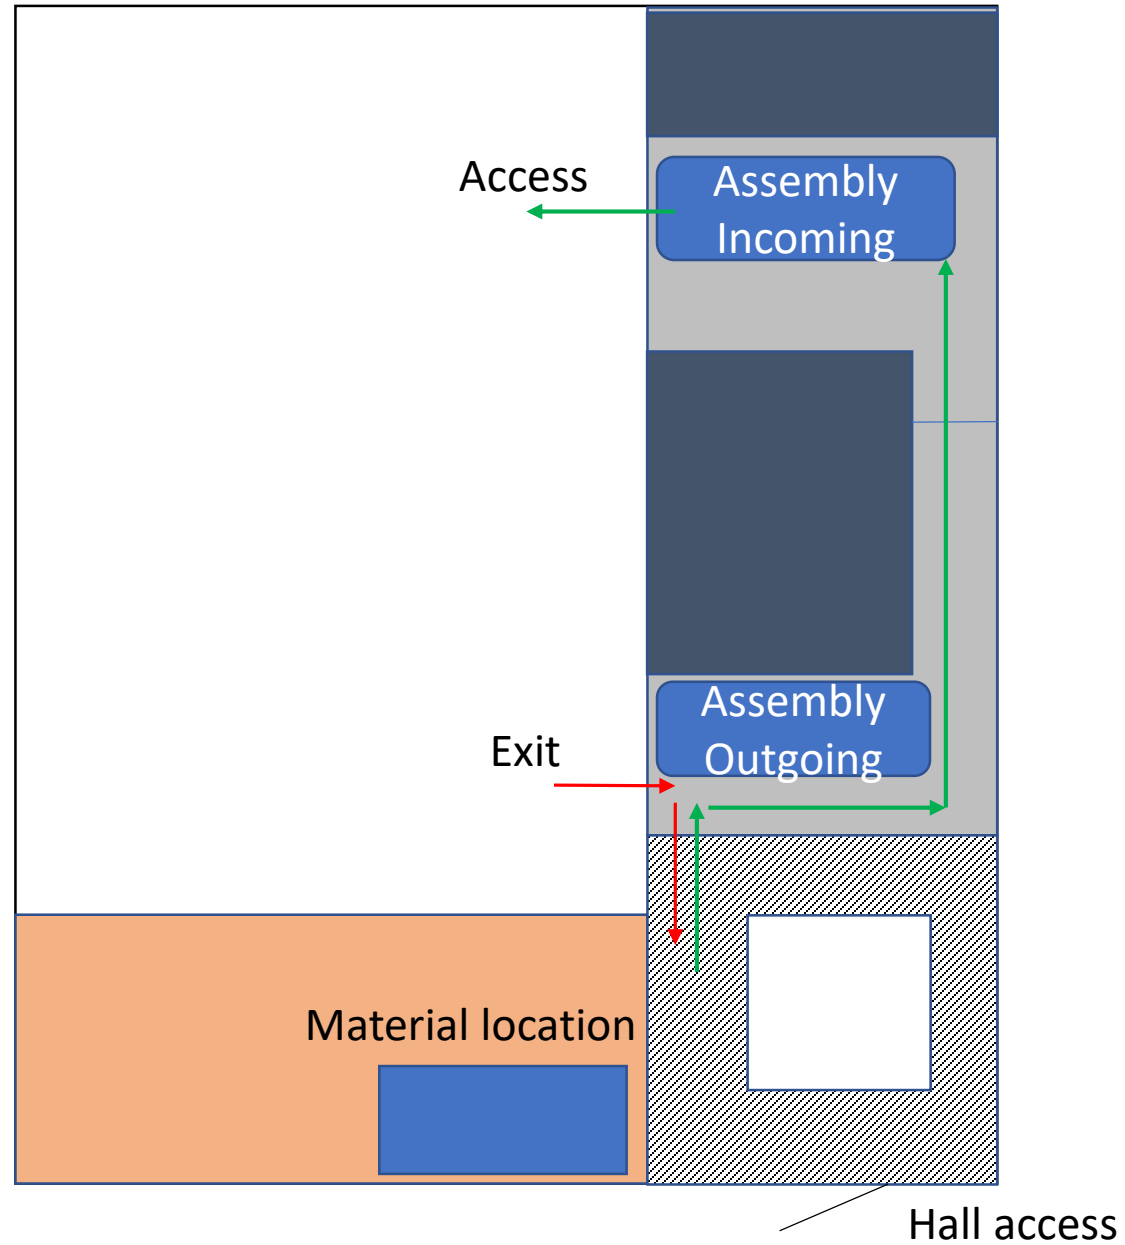 Access
Assembly
Incoming
Assembly
Outgoing
Exit
Material location
Hall access